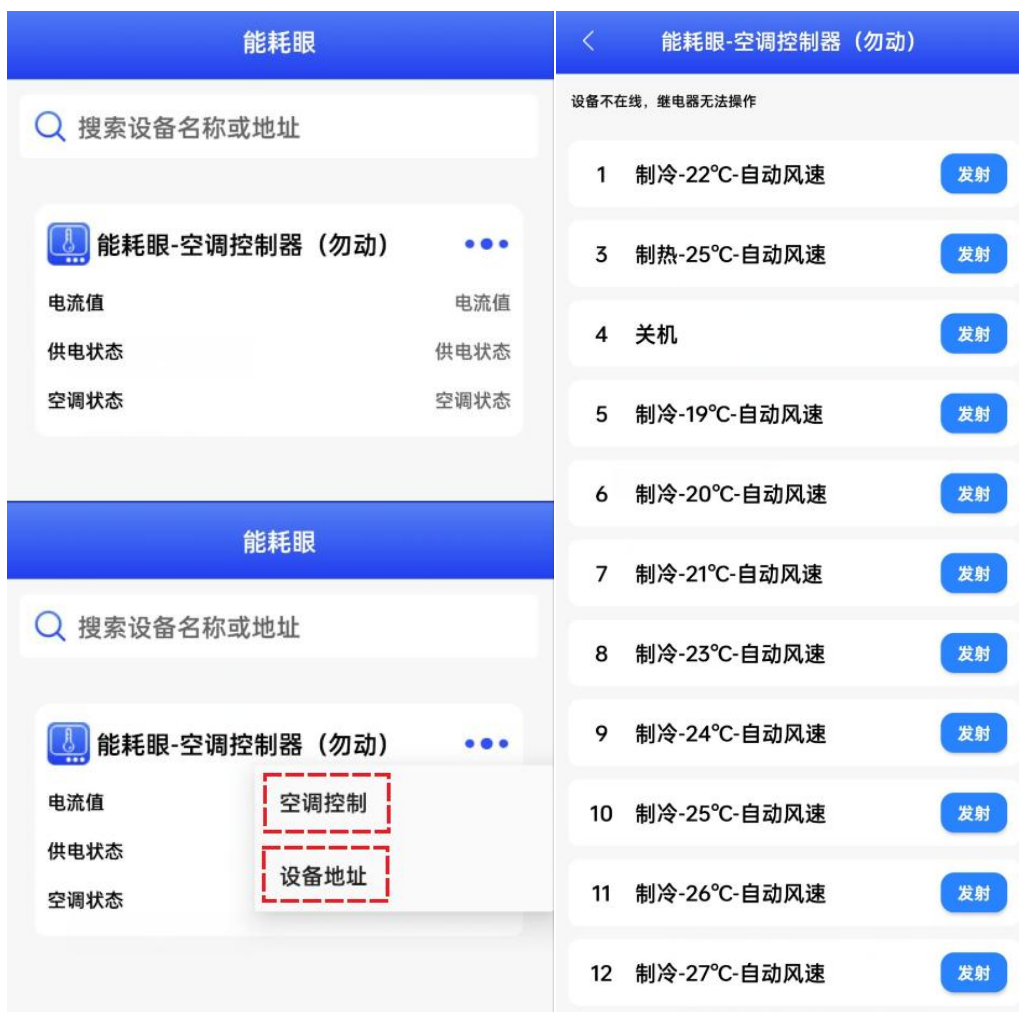 能耗眼
搜索设备名称或地址
能耗眼-空调控制器（勿动）
电流值 电流值
供电状态 供电状态
空调状态 空调状态
能耗眼
搜索设备名称或地址
能耗眼-空调控制器（勿动）
电流值
空调控制
供电状态
设备地址
空调状态
能耗眼-空调控制器（勿动）
设备不在线，继电器无法操作
1 制冷-22℃-自动风速 发射
3 制热-25℃-自动风速 发射
4 关机 发射
5 制冷-19℃-自动风速 发射
6 制冷-20℃-自动风速 发射
7 制冷-21℃-自动风速 发射
8 制冷-23℃-自动风速 发射
9 制冷-24℃-自动风速 发射
10 制冷-25℃-自动风速 发射
11 制冷-26℃-自动风速 发射
12 制冷-27℃-自动风速 发射